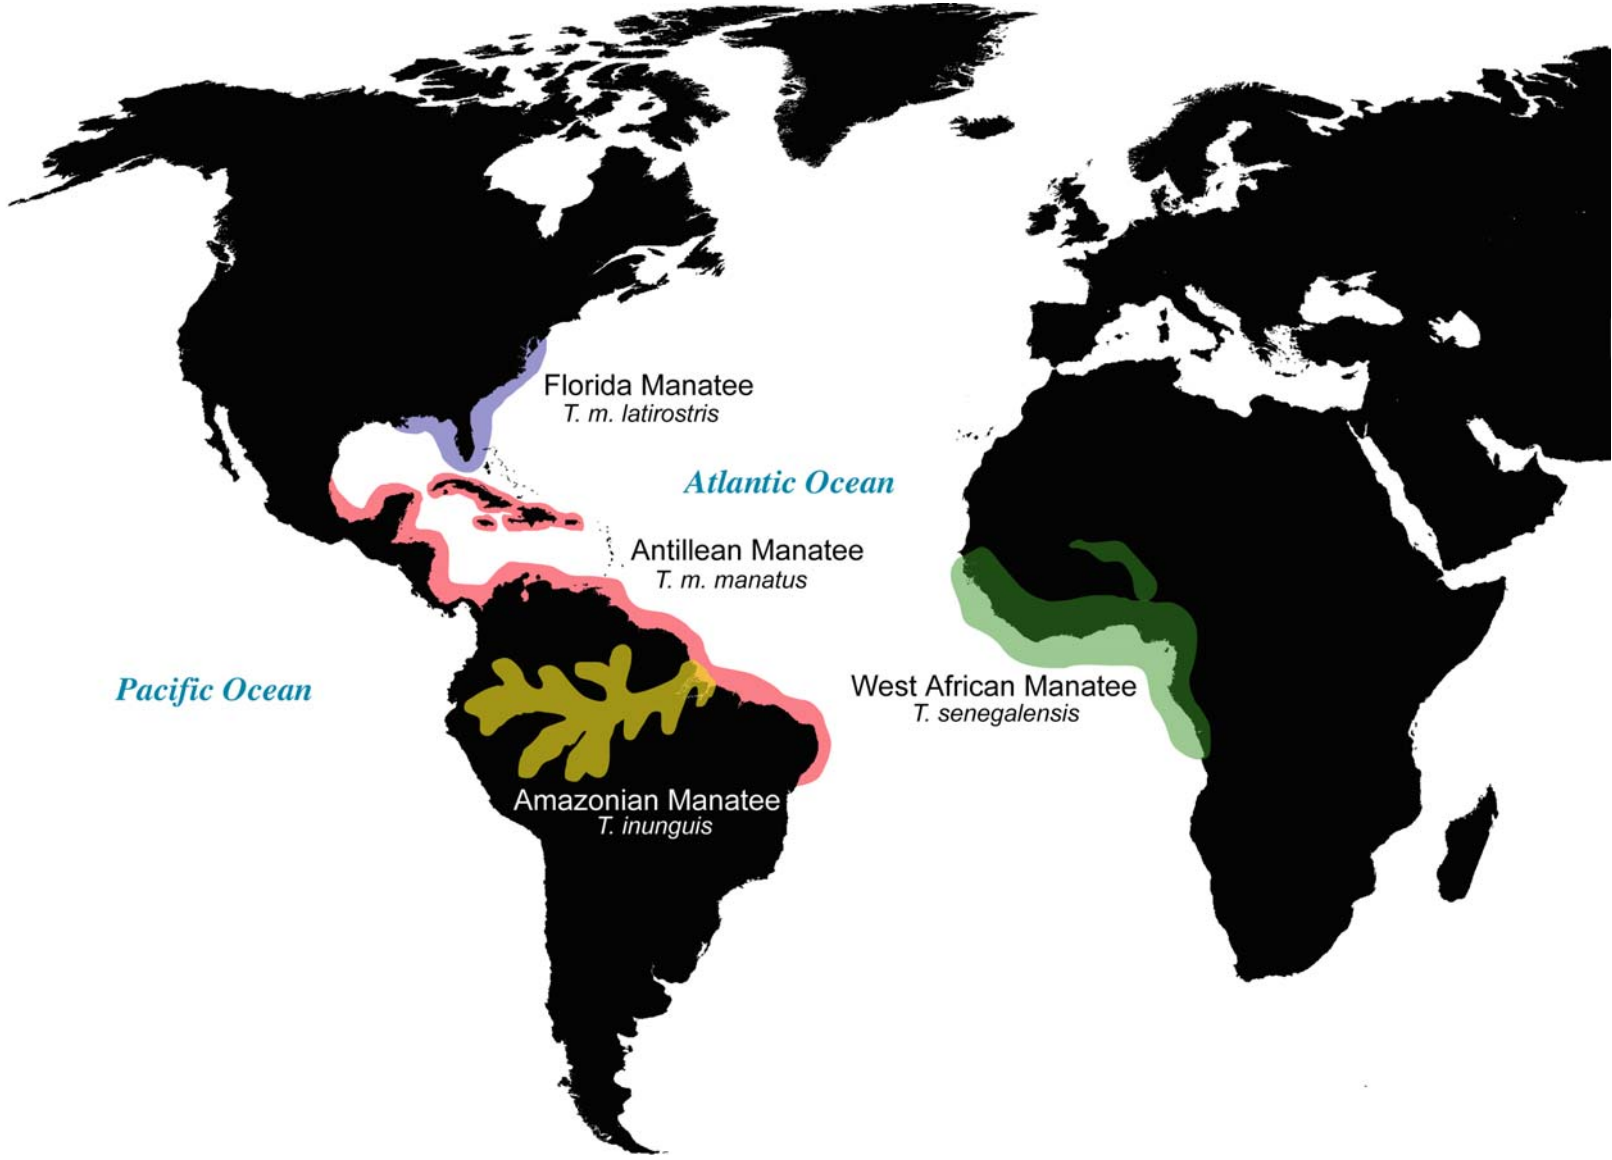 Florida Manatee
T. m. latirostris
Atlantic Ocean
Antillean Manatee
T. m. manatus
Pacific Ocean
West African Manatee
T. senegalensis
Amazonian Manatee
T. inunguis